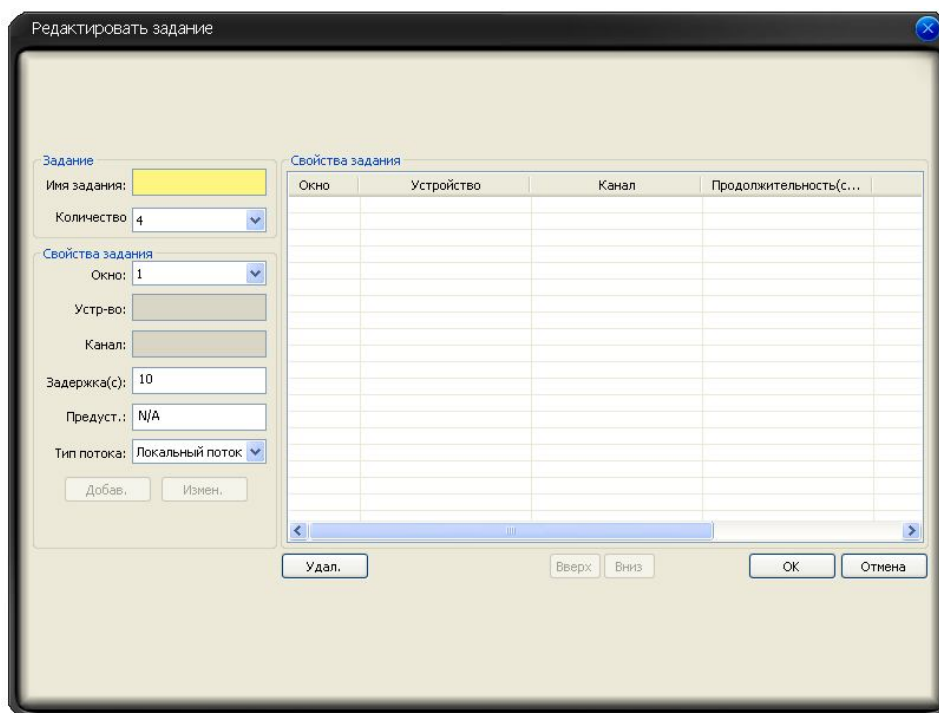 Редактировать задание
Задание
Имя задания:
Количество 4
Свойства задания
Окно: 1
Устр-во:
Канал:
Задержка(с): 10
Предуст.: N/A
Тип потока: Локальный поток
Добав. Измен.
Свойства задания
Окно Устройство Канал Продолжительность(с...
Удал. Вверх Вниз OK Отмена